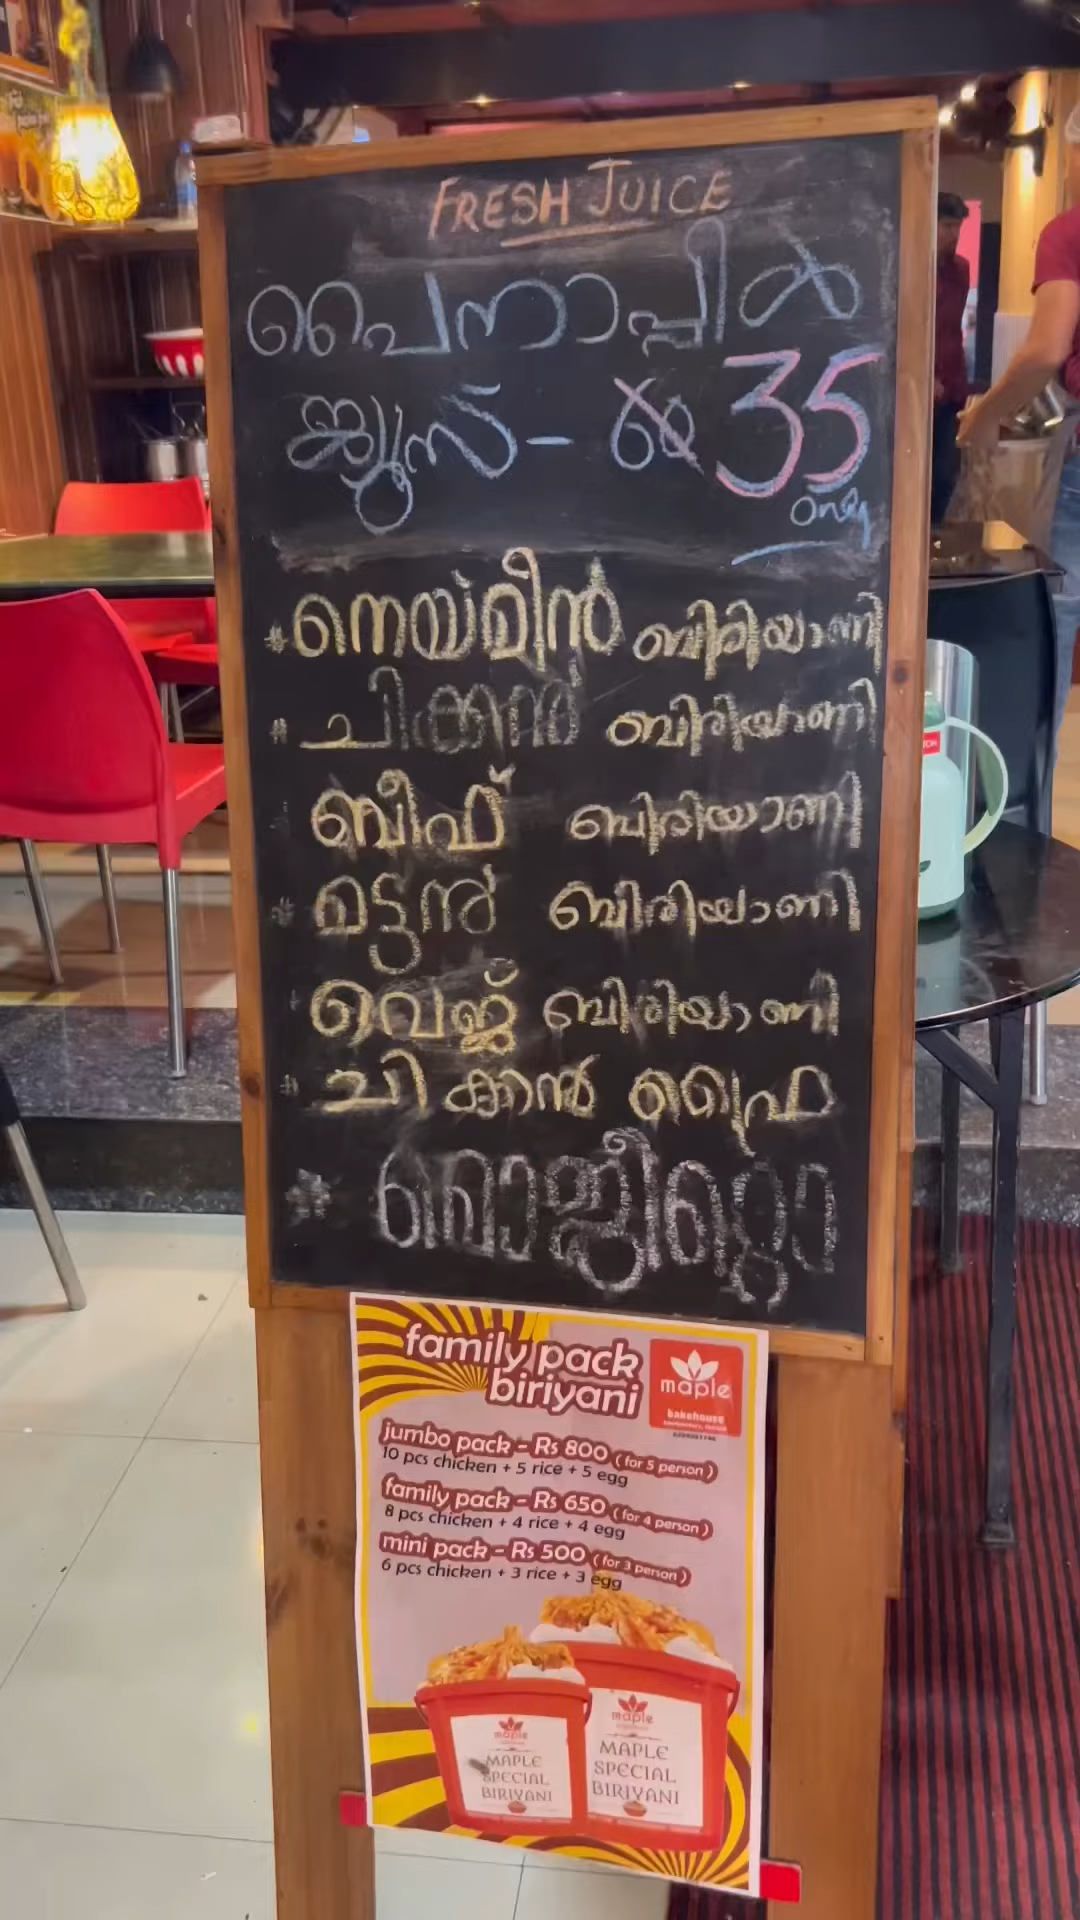 FRESH JUICE
പൈനാപ്പിൾ
ജ്യൂസ് - 60 35
only
* നെയ്മീൻ ബിരിയാണി
# ചിക്കൻ ബിരിയാണി
ബീഫ് ബിരിയാണി
# മട്ടൻ ബിരിയാണി
വെജ് ബിരിയാണി
# ചിക്കൻ ഫ്രൈ
family pack
biriyani
maple
bakehouse
jumbo pack - Rs 800 (for 5 person)
10 pcs chicken + 5 rice + 5 egg
family pack - Rs 650 (for 4 person)
8 pcs chicken + 4 rice + 4 egg
mini pack - Rs 500 (for 3 person)
6 pcs chicken + 3 rice + 3 egg
maple
MAPLE
SPECIAL
BIRIYANI
maple
MAPLE
SPECIAL
BIRIYANI